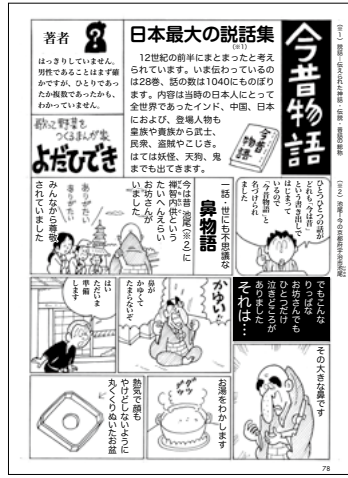 今昔物語
日本最大の説話集
(※1)
12世紀の前半にまとまったと考え
られています。いま伝わっているの
は28巻、話の数は1040にものぼり
ます。内容は当時の日本人にとって
全世界であったインド、中国、日本
におよび、登場人物も
皇族や貴族から武士、
民衆、盗賊やこじき、
はては妖怪、天狗、鬼
までも出てきます。
今昔物語
著者
はっきりしていません。
男性であることはまず確
かですが、ひとりであっ
たか複数であったかも、
わかっていません。
歌って野菜を
つくるまんが家
よだひでき
(※1) 説話=伝えられた神話・伝説・昔話の総称
(※2) 池尾=今の京都府宇治市池尾
ひとつひとつの話が
どれも「今は昔」
という書き出しで
はじまって
いるので
「今昔物語」と
名づけられ
ました
一話・世にも不思議な
鼻物語
今は昔 池尾(※2)に
禅智内供という
たいへんえらい
お坊さんが
いました
ありがたい
ありがたい
みんなから尊敬
されていました
でもこんな
りっぱな
お坊さんでも
ひとつだけ
泣きどころが
ありました
それは…
かゆい
鼻が
かゆくて
たまらないぞ
はい
ただいま
準備
します
その大きな鼻です
お湯をわかします
グツ
グツ
熱気で顔も
やけどしないように
丸くくりぬいたお盆
78